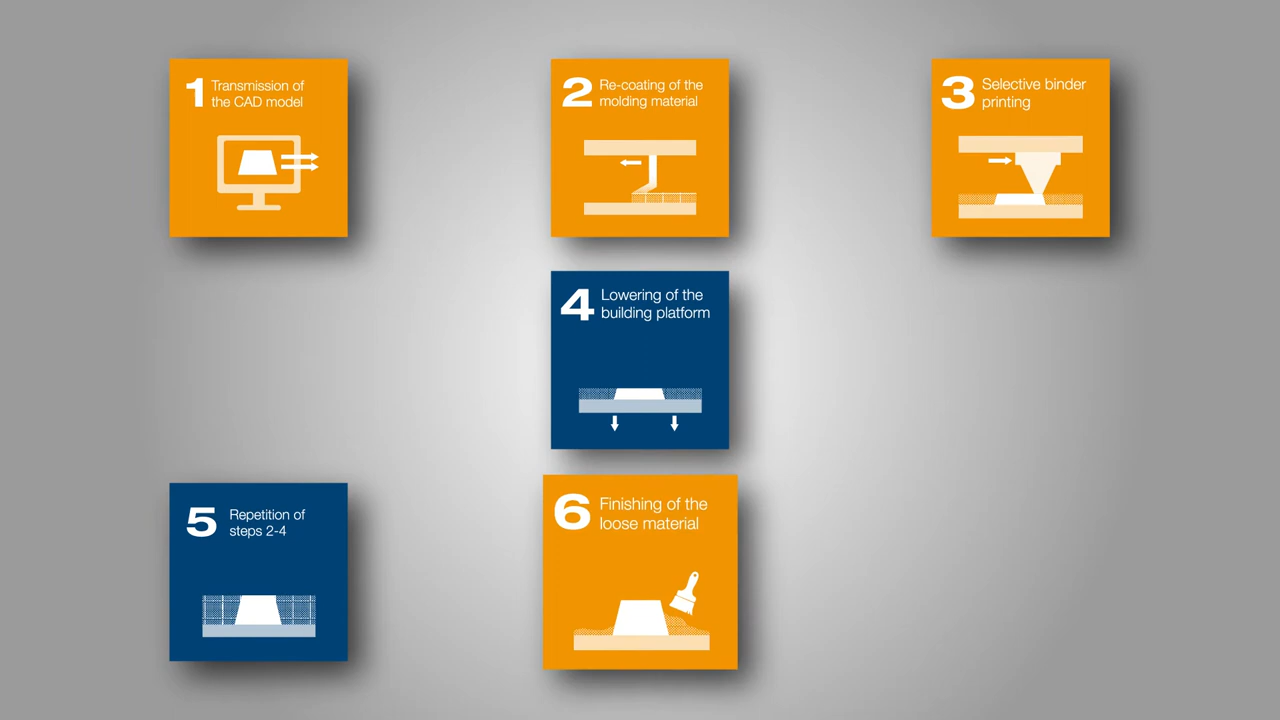 1 Transmission of
the CAD model
2 Re-coating of the
molding material
3 Selective binder
printing
4 Lowering of the
building platform
5 Repetition of
steps 2-4
6 Finishing of the
loose material